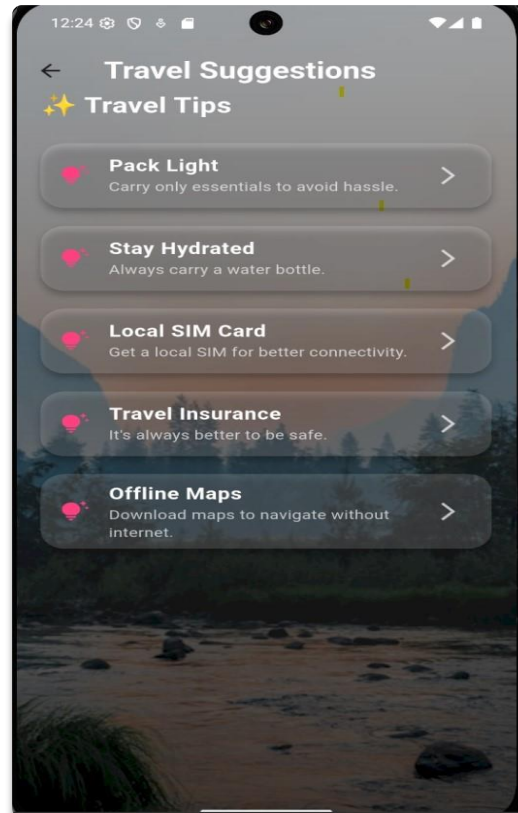 12:24
Travel Suggestions
✨ Travel Tips
Pack Light
Carry only essentials to avoid hassle.
Stay Hydrated
Always carry a water bottle.
Local SIM Card
Get a local SIM for better connectivity.
Travel Insurance
It's always better to be safe.
Offline Maps
Download maps to navigate without
internet.